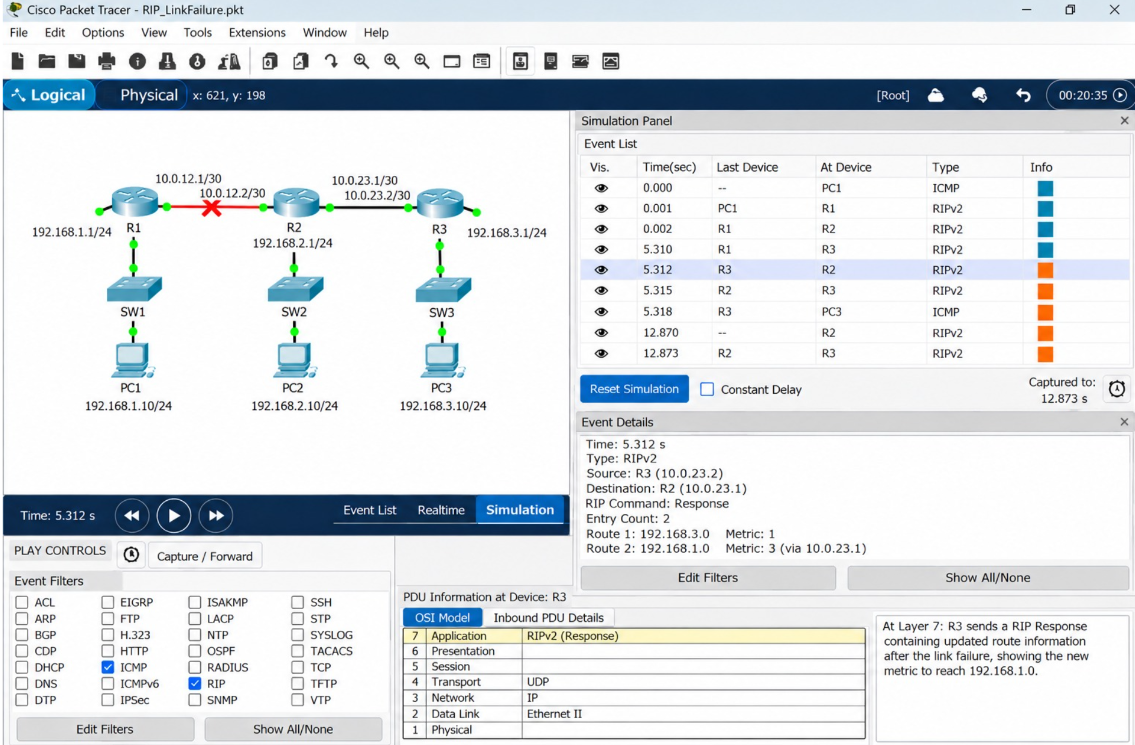 Cisco Packet Tracer - RIP_LinkFailure.pkt
File Edit Options View Tools Extensions Window Help
Logical Physical x: 621, y: 198 [Root] 00:20:35
10.0.12.1/30
10.0.12.2/30
10.0.23.1/30
10.0.23.2/30
192.168.1.1/24 R1 R2 R3 192.168.3.1/24
192.168.2.1/24
SW1 SW2 SW3
PC1 PC2 PC3
192.168.1.10/24 192.168.2.10/24 192.168.3.10/24
Time: 5.312 s Event List Realtime Simulation
Simulation Panel
Event List
Vis. Time(sec) Last Device At Device Type Info
0.000 -- PC1 ICMP
0.001 PC1 R1 RIPv2
0.002 R1 R2 RIPv2
5.310 R1 R3 RIPv2
5.312 R3 R2 RIPv2
5.315 R2 R3 RIPv2
5.318 R3 PC3 ICMP
12.870 -- R2 RIPv2
12.873 R2 R3 RIPv2
Reset Simulation Constant Delay Captured to:
12.873 s
Event Details
Time: 5.312 s
Type: RIPv2
Source: R3 (10.0.23.2)
Destination: R2 (10.0.23.1)
RIP Command: Response
Entry Count: 2
Route 1: 192.168.3.0 Metric: 1
Route 2: 192.168.1.0 Metric: 3 (via 10.0.23.1)
Edit Filters Show All/None
PLAY CONTROLS Capture / Forward
Event Filters
ACL EIGRP ISAKMP SSH
ARP FTP LACP STP
BGP H.323 NTP SYSLOG
CDP HTTP OSPF TACACS
DHCP ICMP RADIUS TCP
DNS ICMPv6 RIP TFTP
DTP IPSec SNMP VTP
Edit Filters Show All/None
PDU Information at Device: R3
OSI Model Inbound PDU Details
7 Application RIPv2 (Response)
6 Presentation
5 Session
4 Transport UDP
3 Network IP
2 Data Link Ethernet II
1 Physical
At Layer 7: R3 sends a RIP Response
containing updated route information
after the link failure, showing the new
metric to reach 192.168.1.0.